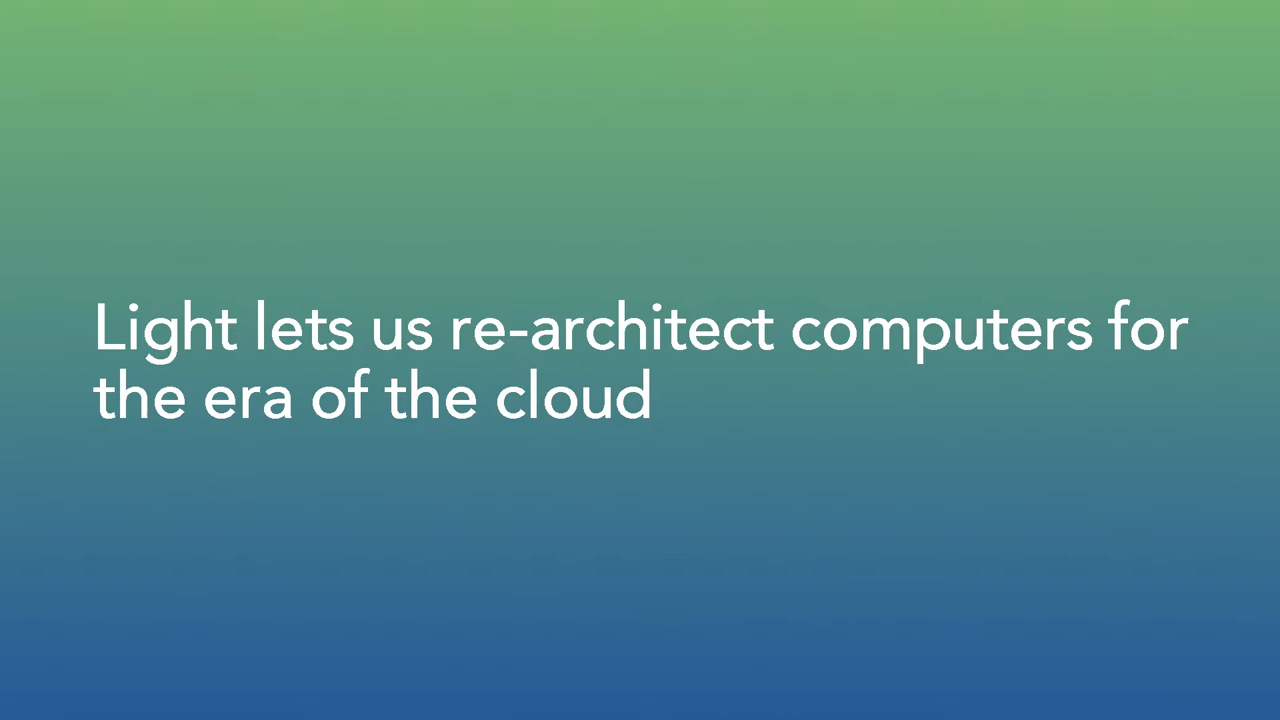 Light lets us re-architect computers for
the era of the cloud